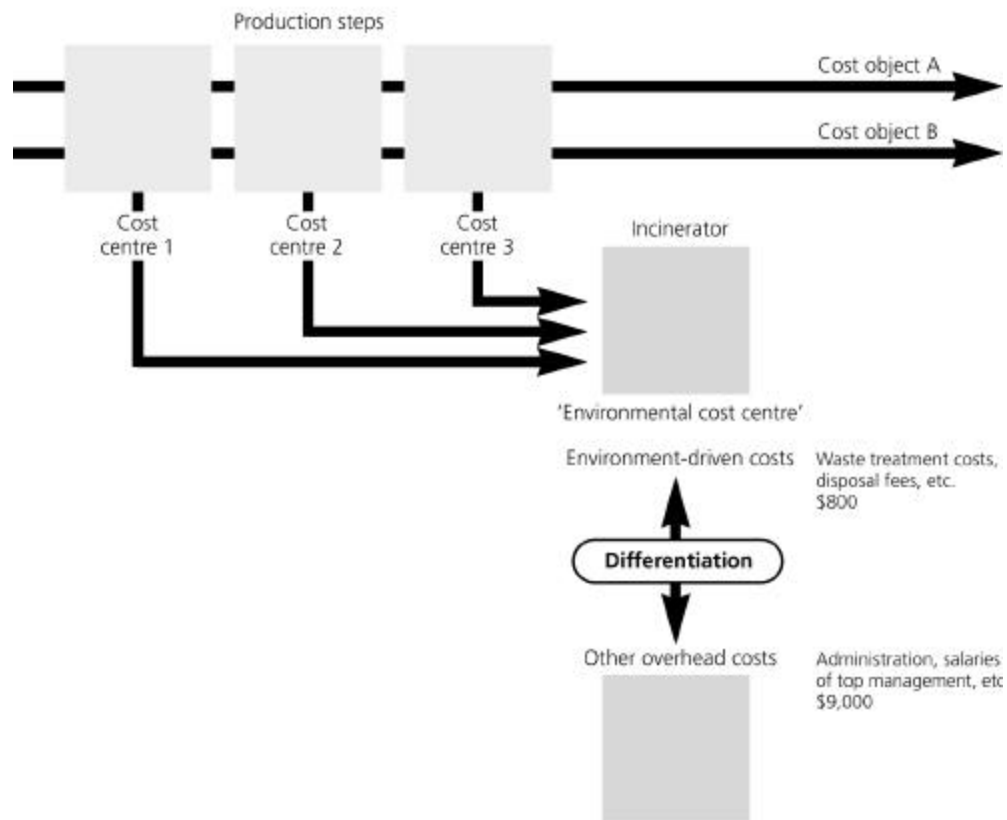 Production steps
Cost object A
Cost object B
Cost
centre 1
Cost
centre 2
Cost
centre 3
Incinerator
'Environmental cost centre'
Environment-driven costs
Waste treatment costs,
disposal fees, etc.
$800
Differentiation
Other overhead costs
Administration, salaries
of top management, etc
$9,000